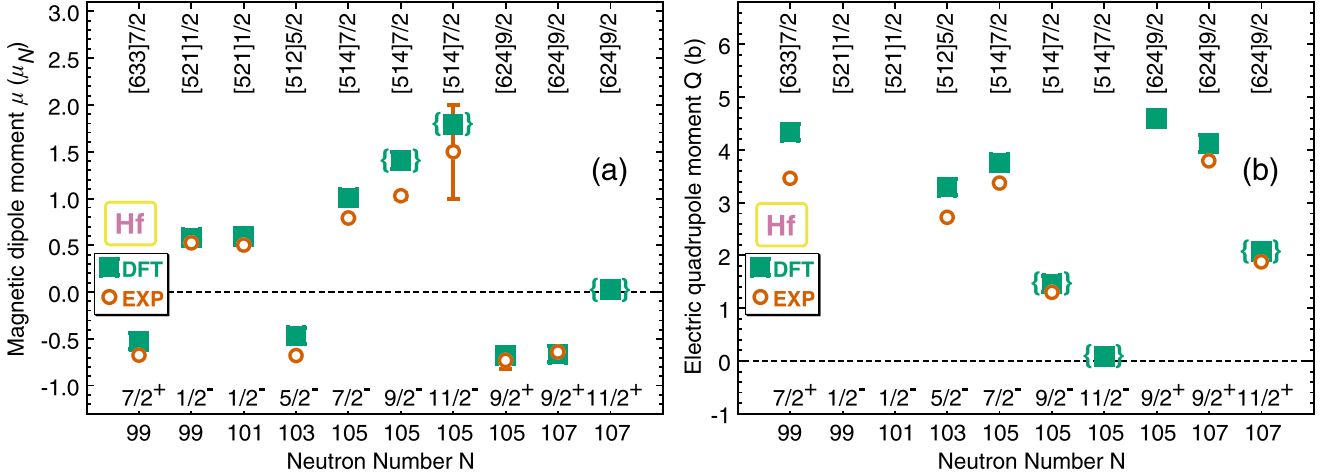 Magnetic dipole moment μ (μN)
3.0
2.0
1.5
1.0
0.5
0.0
-0.5
-1.0
[633]7/2
[521]1/2
[521]1/2
[512]5/2
[514]7/2
[514]7/2
[514]7/2
[624]9/2
[624]9/2
[624]9/2
{ }
{ }
(a)
Hf
DFT
EXP
{ }
7/2+ 1/2- 1/2- 5/2- 7/2- 9/2- 11/2- 9/2+ 9/2+ 11/2+
99 99 101 103 105 105 105 105 107 107
Neutron Number N
Electric quadrupole moment Q (b)
6
5
4
3
2
1
0
-1
[633]7/2
[521]1/2
[521]1/2
[512]5/2
[514]7/2
[514]7/2
[514]7/2
[624]9/2
[624]9/2
[624]9/2
(b)
Hf
DFT
EXP
{ }
{ }
{ }
7/2+ 1/2- 1/2- 5/2- 7/2- 9/2- 11/2- 9/2+ 9/2+ 11/2+
99 99 101 103 105 105 105 105 107 107
Neutron Number N